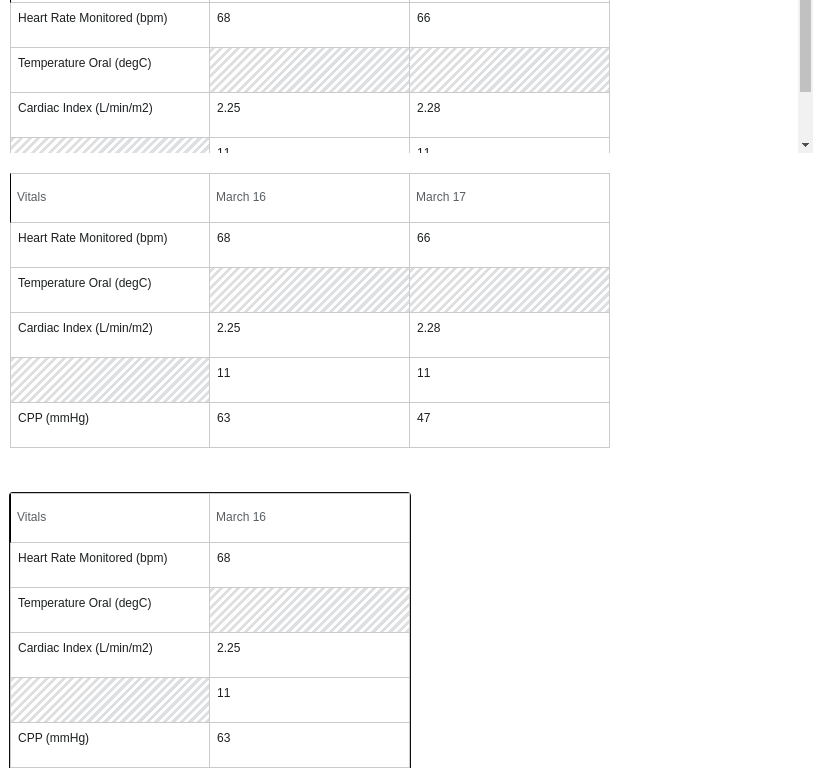 Heart Rate Monitored (bpm) 68 66
Temperature Oral (degC)
Cardiac Index (L/min/m2) 2.25 2.28
11 11
Vitals March 16 March 17
Heart Rate Monitored (bpm) 68 66
Temperature Oral (degC)
Cardiac Index (L/min/m2) 2.25 2.28
11 11
CPP (mmHg) 63 47
Vitals March 16
Heart Rate Monitored (bpm) 68
Temperature Oral (degC)
Cardiac Index (L/min/m2) 2.25
11
CPP (mmHg) 63